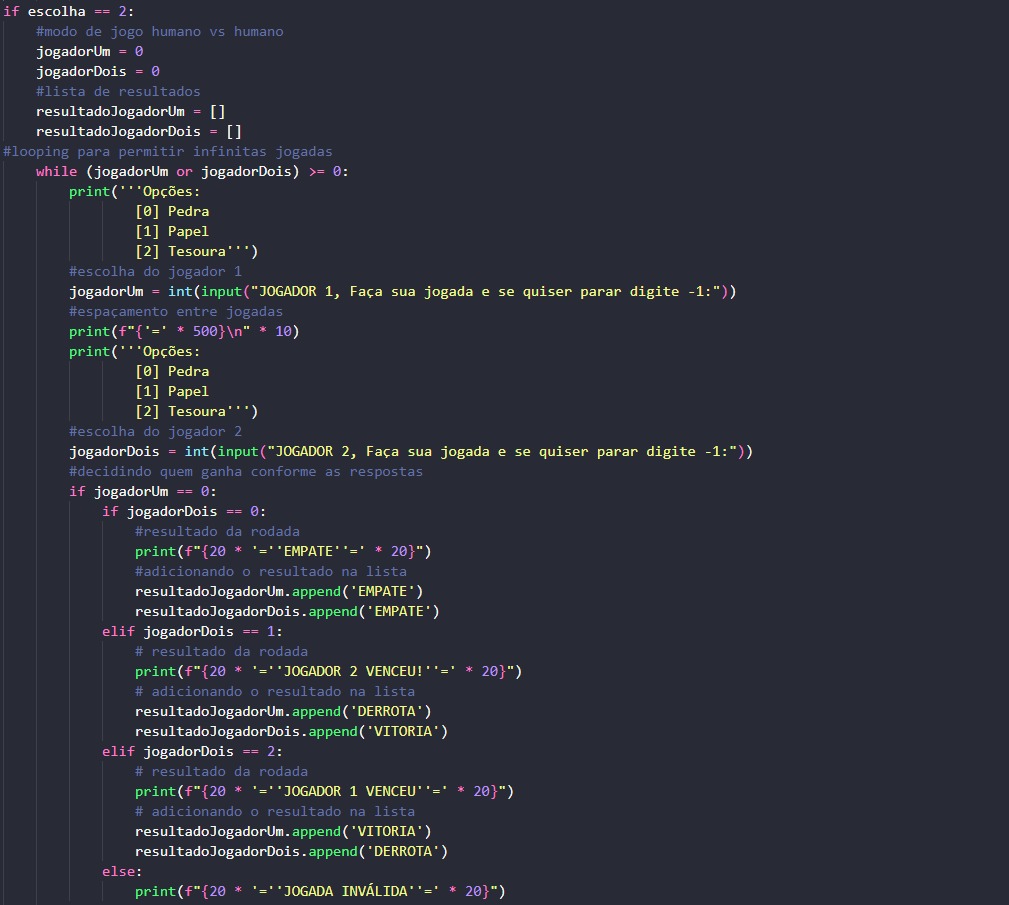 if escolha == 2:
    #modo de jogo humano vs humano
    jogadorUm = 0
    jogadorDois = 0
    #lista de resultados
    resultadoJogadorUm = []
    resultadoJogadorDois = []
#looping para permitir infinitas jogadas
    while (jogadorUm or jogadorDois) >= 0:
        print('''Opções:
                [0] Pedra
                [1] Papel
                [2] Tesoura''')
        #escolha do jogador 1
        jogadorUm = int(input("JOGADOR 1, Faça sua jogada e se quiser parar digite -1:"))
        #espaçamento entre jogadas
        print(f"{'=' * 500}\n" * 10)
        print('''Opções:
                [0] Pedra
                [1] Papel
                [2] Tesoura''')
        #escolha do jogador 2
        jogadorDois = int(input("JOGADOR 2, Faça sua jogada e se quiser parar digite -1:"))
        #decidindo quem ganha conforme as respostas
        if jogadorUm == 0:
            if jogadorDois == 0:
                #resultado da rodada
                print(f"{20 * '=''EMPATE''=' * 20}")
                #adicionando o resultado na lista
                resultadoJogadorUm.append('EMPATE')
                resultadoJogadorDois.append('EMPATE')
            elif jogadorDois == 1:
                # resultado da rodada
                print(f"{20 * '=''JOGADOR 2 VENCEU!''=' * 20}")
                # adicionando o resultado na lista
                resultadoJogadorUm.append('DERROTA')
                resultadoJogadorDois.append('VITORIA')
            elif jogadorDois == 2:
                # resultado da rodada
                print(f"{20 * '=''JOGADOR 1 VENCEU''=' * 20}")
                # adicionando o resultado na lista
                resultadoJogadorUm.append('VITORIA')
                resultadoJogadorDois.append('DERROTA')
            else:
                print(f"{20 * '=''JOGADA INVÁLIDA''=' * 20}")